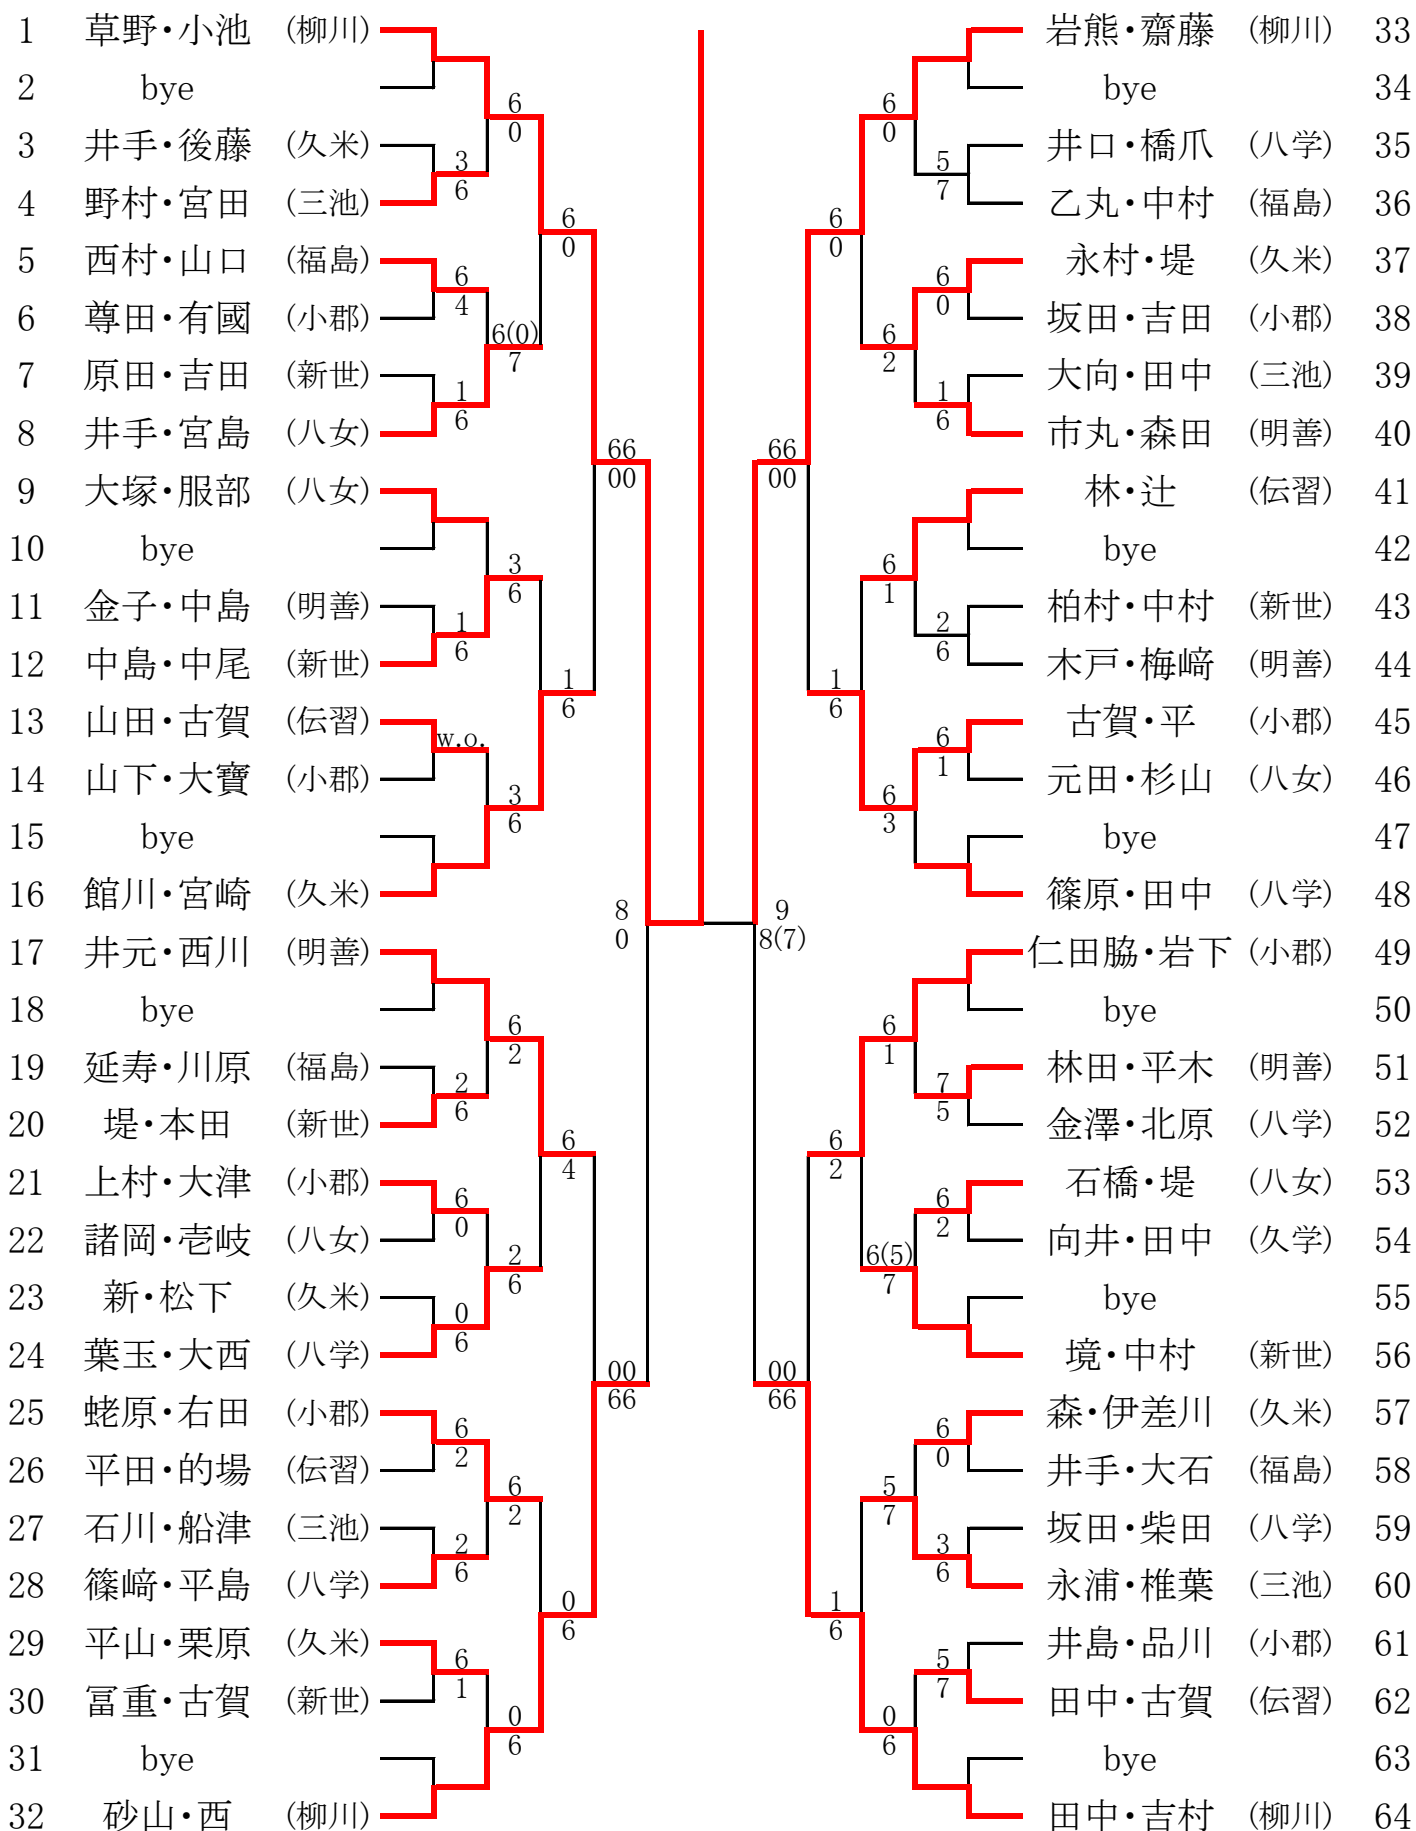 1 草野・小池 (柳川)
2 bye
3 井手・後藤 (久米)
4 野村・宮田 (三池)
5 西村・山口 (福島)
6 尊田・有國 (小郡)
7 原田・吉田 (新世)
8 井手・宮島 (八女)
9 大塚・服部 (八女)
10 bye
11 金子・中島 (明善)
12 中島・中尾 (新世)
13 山田・古賀 (伝習)
14 山下・大寶 (小郡)
15 bye
16 館川・宮崎 (久米)
17 井元・西川 (明善)
18 bye
19 延寿・川原 (福島)
20 堤・本田 (新世)
21 上村・大津 (小郡)
22 諸岡・壱岐 (八女)
23 新・松下 (久米)
24 葉玉・大西 (八学)
25 蛯原・右田 (小郡)
26 平田・的場 (伝習)
27 石川・船津 (三池)
28 篠﨑・平島 (八学)
29 平山・栗原 (久米)
30 冨重・古賀 (新世)
31 bye
32 砂山・西 (柳川)
3
6
6
4
1
6
1
6
w.o.
2
6
6
0
0
6
6
2
2
6
6
1
6
0
6(0)
7
3
6
3
6
6
2
2
6
6
2
0
6
6
0
1
6
6
4
0
6
66
00
00
66
8
0
9
8(7)
66
00
00
66
6
0
1
6
6
2
1
6
6
0
6
2
6
1
6
3
6
1
6(5)
7
5
7
0
6
5
7
6
0
1
6
2
6
6
1
7
5
6
2
6
0
3
6
5
7
岩熊・齋藤 (柳川) 33
bye 34
井口・橋爪 (八学) 35
乙丸・中村 (福島) 36
永村・堤 (久米) 37
坂田・吉田 (小郡) 38
大向・田中 (三池) 39
市丸・森田 (明善) 40
林・辻 (伝習) 41
bye 42
柏村・中村 (新世) 43
木戸・梅﨑 (明善) 44
古賀・平 (小郡) 45
元田・杉山 (八女) 46
bye 47
篠原・田中 (八学) 48
仁田脇・岩下 (小郡) 49
bye 50
林田・平木 (明善) 51
金澤・北原 (八学) 52
石橋・堤 (八女) 53
向井・田中 (久学) 54
bye 55
境・中村 (新世) 56
森・伊差川 (久米) 57
井手・大石 (福島) 58
坂田・柴田 (八学) 59
永浦・椎葉 (三池) 60
井島・品川 (小郡) 61
田中・古賀 (伝習) 62
bye 63
田中・吉村 (柳川) 64